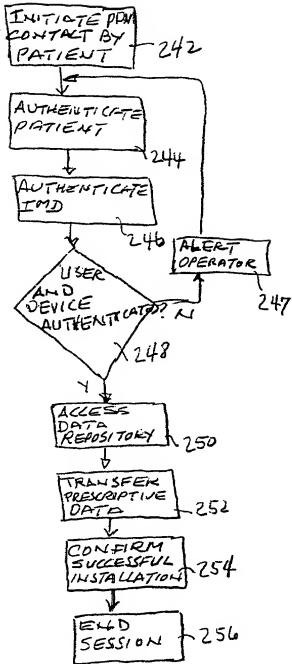 INITIATE PDN
CONTACT BY
PATIENT
242
AUTHENTICATE
PATIENT
244
AUTHENTICATE
IMD
246
USER
AND
DEVICE
AUTHENTICATED?
N
248
ALERT
OPERATOR
247
Y
ACCESS
DATA
REPOSITORY
250
TRANSFER
PRESCRIPTIVE
DATA
252
CONFIRM
SUCCESSFUL
INSTALLATION
254
END
SESSION
256